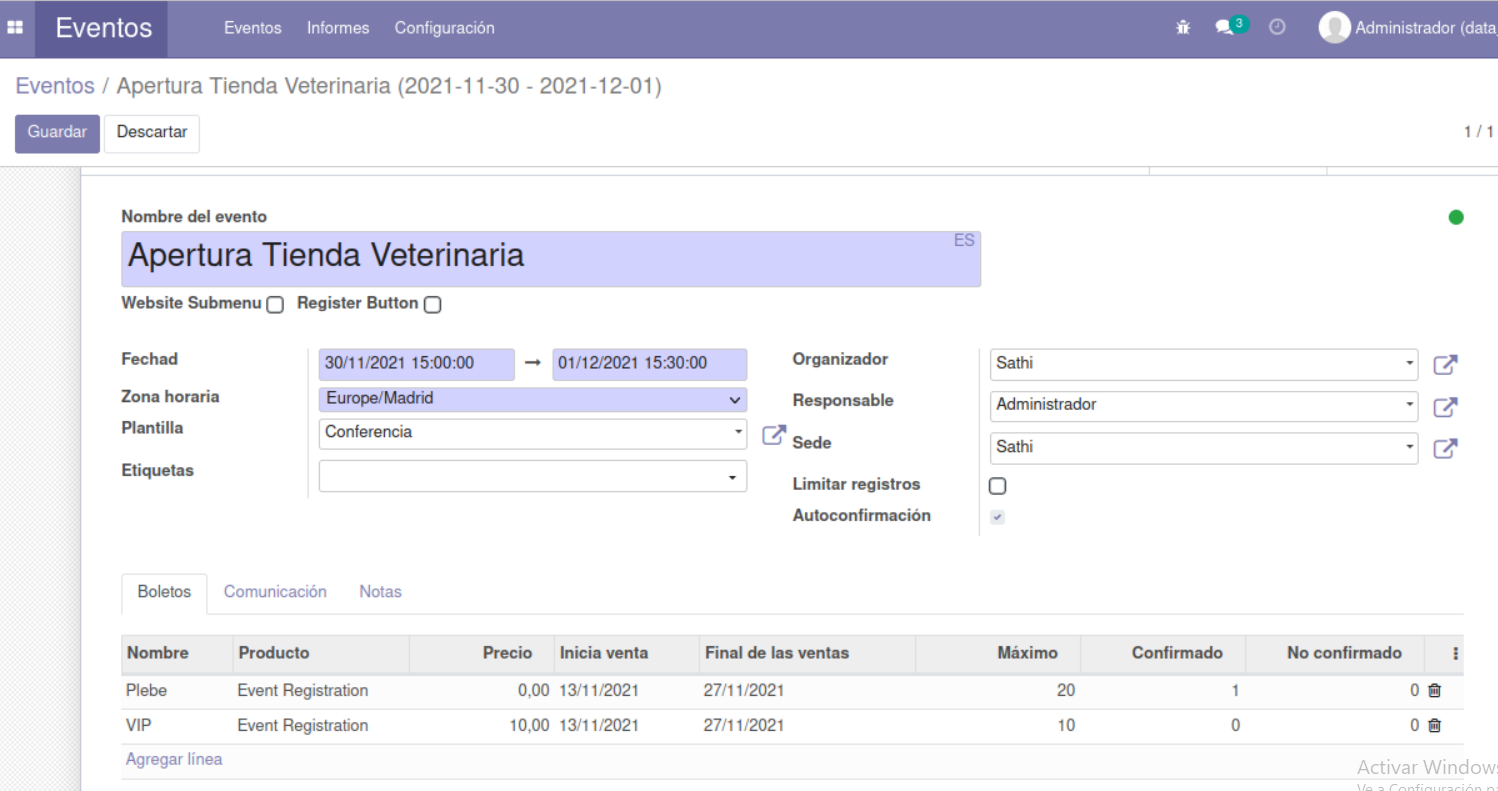 Eventos Eventos Informes Configuración 3 Administrador (data
Eventos / Apertura Tienda Veterinaria (2021-11-30 - 2021-12-01)
Guardar Descartar 1 / 1
Nombre del evento
Apertura Tienda Veterinaria ES
Website Submenu Register Button
Fechad 30/11/2021 15:00:00 → 01/12/2021 15:30:00 Organizador Sathi
Zona horaria Europe/Madrid Responsable Administrador
Plantilla Conferencia Sede Sathi
Etiquetas Limitar registros
Autoconfirmación
Boletos Comunicación Notas
Nombre Producto Precio Inicia venta Final de las ventas Máximo Confirmado No confirmado
Plebe Event Registration 0,00 13/11/2021 27/11/2021 20 1 0
VIP Event Registration 10,00 13/11/2021 27/11/2021 10 0 0
Agregar línea
Activar Windows
Ve a Configuración